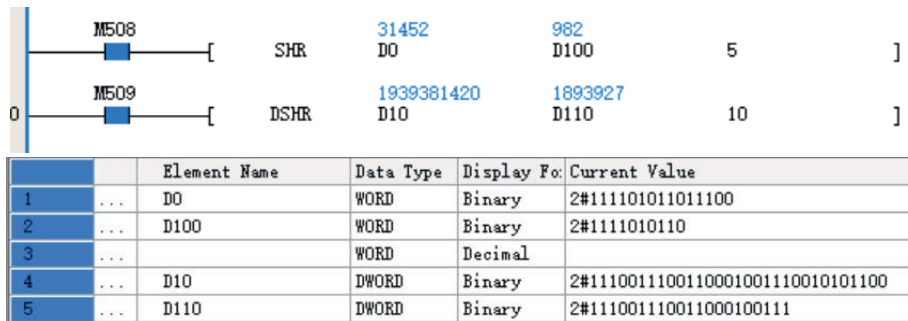 M508 31452 982
SHR D0 D100 5 ]
M509 1939381420 1893927
0 DSHR D10 D110 10 ]
Element Name Data Type Display Fo: Current Value
1 ... D0 WORD Binary 2#111101011011100
2 ... D100 WORD Binary 2#1111010110
3 ... WORD Decimal
4 ... D10 DWORD Binary 2#1110011100110001001110010101100
5 ... D110 DWORD Binary 2#111001110011000100111